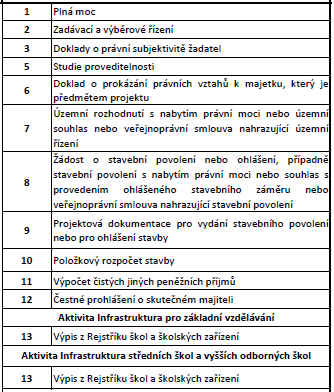 1 Plná moc
2 Zadávací a výběrové řízení
3 Doklady o právní subjektivitě žadatel
5 Studie proveditelnosti
6 Doklad o prokázání právních vztahů k majetku, který je
předmětem projektu
7 Územní rozhodnutí s nabytím právní moci nebo územní
souhlas nebo veřejnoprávní smlouva nahrazující územní
řízení
8 Žádost o stavební povolení nebo ohlášení, případně
stavební povolení s nabytím právní moci nebo souhlas s
provedením ohlášeného stavebního záměru nebo
veřejnoprávní smlouva nahrazující stavební povolení
9 Projektová dokumentace pro vydání stavebního povolení
nebo pro ohlášení stavby
10 Položkový rozpočet stavby
11 Výpočet čistých jiných peněžních příjmů
12 Čestné prohlášení o skutečném majiteli
Aktivita Infrastruktura pro základní vzdělávání
13 Výpis z Rejstříku škol a školských zařízení
Aktivita Infrastruktura středních škol a vyšších odborných škol
13 Výpis z Rejstříku škol a školských zařízení